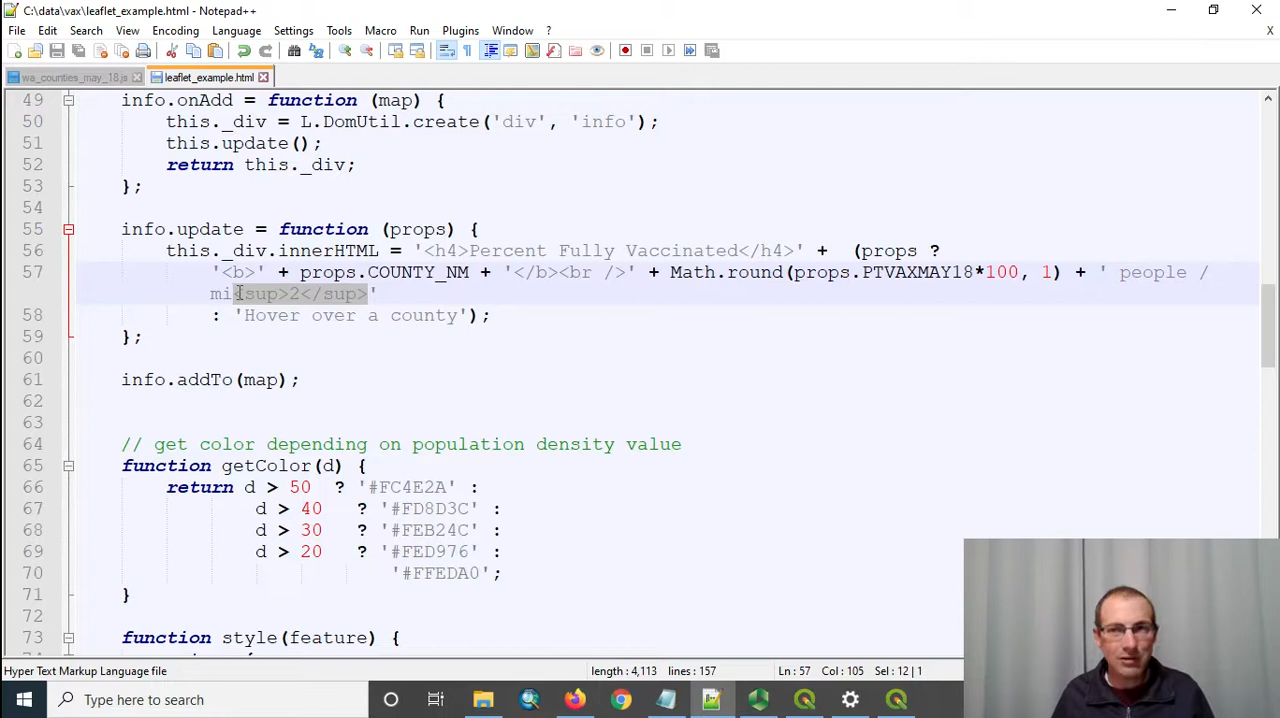 C:\data\vax\leaflet_example.html - Notepad++
File Edit Search View Encoding Language Settings Tools Macro Run Plugins Window ?
X
wa_counties_may_18.js leaflet_example.html
49 info.onAdd = function (map) {
50 this._div = L.DomUtil.create('div', 'info');
51 this.update();
52 return this._div;
53 };
54
55 info.update = function (props) {
56 this._div.innerHTML = '<h4>Percent Fully Vaccinated</h4>' + (props ?
57 '<b>' + props.COUNTY_NM + '</b><br />' + Math.round(props.PTVAXMAY18*100, 1) + ' people /
mi<sup>2</sup>'
58 : 'Hover over a county');
59 };
60
61 info.addTo(map);
62
63
64 // get color depending on population density value
65 function getColor(d) {
66 return d > 50 ? '#FC4E2A' :
67 d > 40 ? '#FD8D3C' :
68 d > 30 ? '#FEB24C' :
69 d > 20 ? '#FED976' :
70 '#FFEDA0';
71 }
72
73 function style(feature) {
Hyper Text Markup Language file length : 4,113 lines : 157 Ln : 57 Col : 105 Sel : 12 | 1
Type here to search